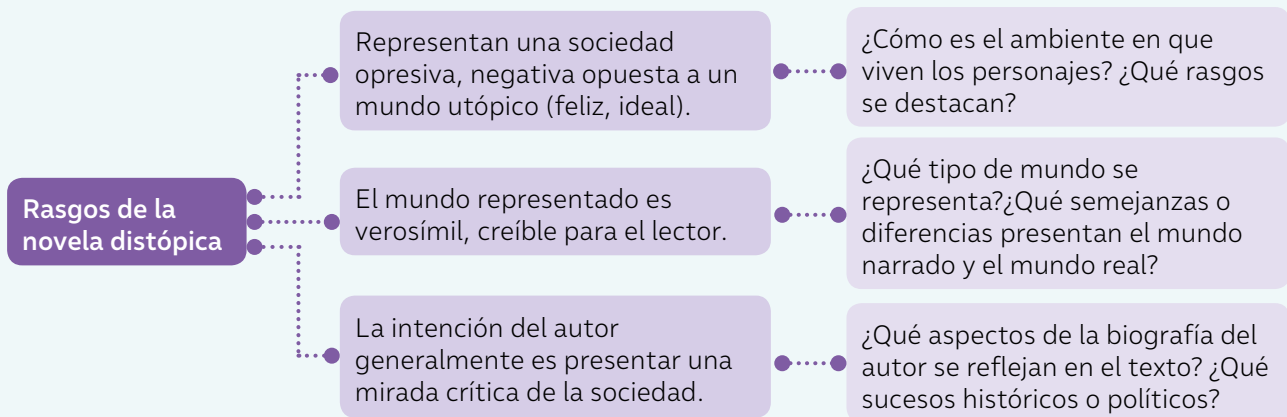 Rasgos de la
novela distópica
Representan una sociedad
opresiva, negativa opuesta a un
mundo utópico (feliz, ideal).
¿Cómo es el ambiente en que
viven los personajes? ¿Qué rasgos
se destacan?
El mundo representado es
verosímil, creíble para el lector.
¿Qué tipo de mundo se
representa?¿Qué semejanzas o
diferencias presentan el mundo
narrado y el mundo real?
La intención del autor
generalmente es presentar una
mirada crítica de la sociedad.
¿Qué aspectos de la biografía del
autor se reflejan en el texto? ¿Qué
sucesos históricos o políticos?